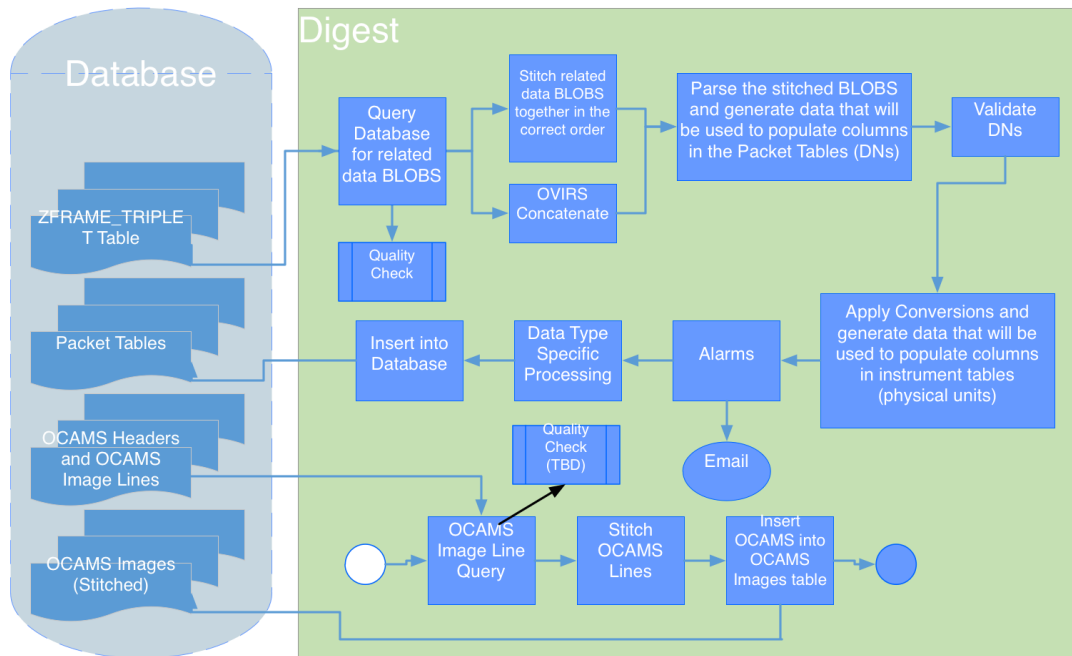 Database
ZFRAME_TRIPLE
T Table
Packet Tables
OCAMS Headers
and OCAMS
Image Lines
OCAMS Images
(Stitched)
Digest
Query
Database
for related
data BLOBS
Quality
Check
Stitch related
data BLOBS
together in the
correct order
OVIRS
Concatenate
Parse the stitched BLOBS
and generate data that will
be used to populate columns
in the Packet Tables (DNs)
Validate
DNs
Apply Conversions and
generate data that will be
used to populate columns
in instrument tables
(physical units)
Alarms
Email
Data Type
Specific
Processing
Insert into
Database
Quality
Check
(TBD)
OCAMS
Image Line
Query
Stitch
OCAMS
Lines
Insert
OCAMS into
OCAMS
Images table